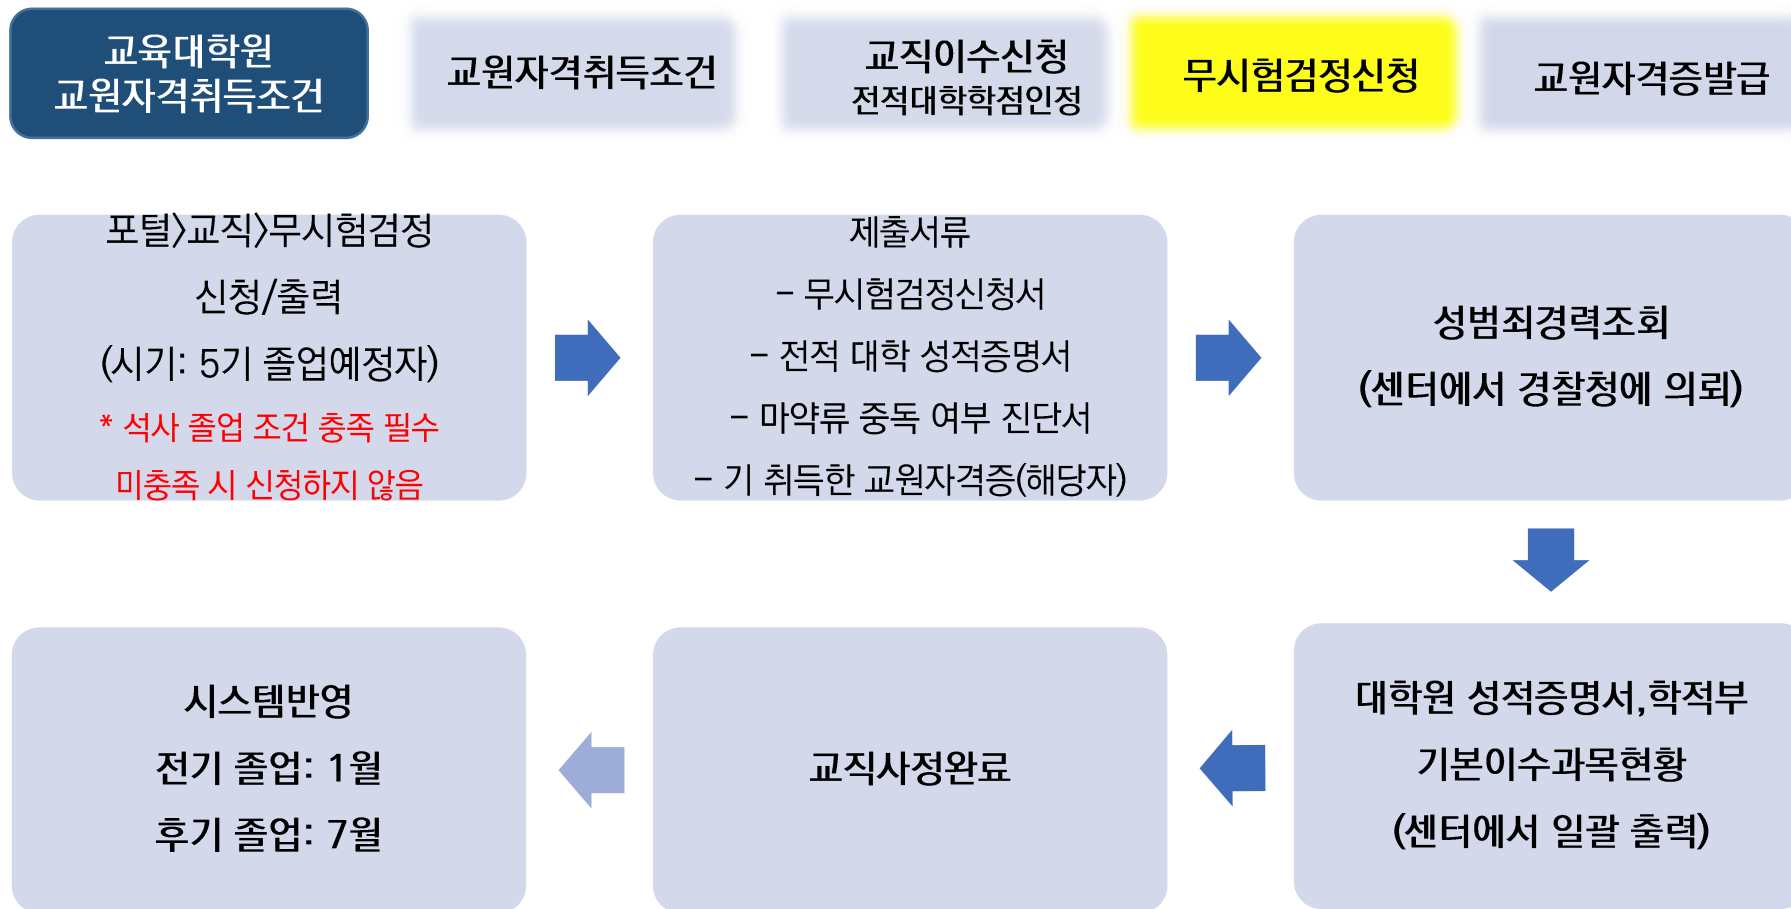 교육대학원
교원자격취득조건
교원자격취득조건
교직이수신청
전적대학학점인정
무시험검정신청
교원자격증발급
포털>교직>무시험검정
신청/출력
(시기: 5기 졸업예정자)
* 석사 졸업 조건 충족 필수
미충족 시 신청하지 않음
제출서류
- 무시험검정신청서
- 전적 대학 성적증명서
- 마약류 중독 여부 진단서
- 기 취득한 교원자격증(해당자)
성범죄경력조회
(센터에서 경찰청에 의뢰)
대학원 성적증명서,학적부
기본이수과목현황
(센터에서 일괄 출력)
교직사정완료
시스템반영
전기 졸업: 1월
후기 졸업: 7월